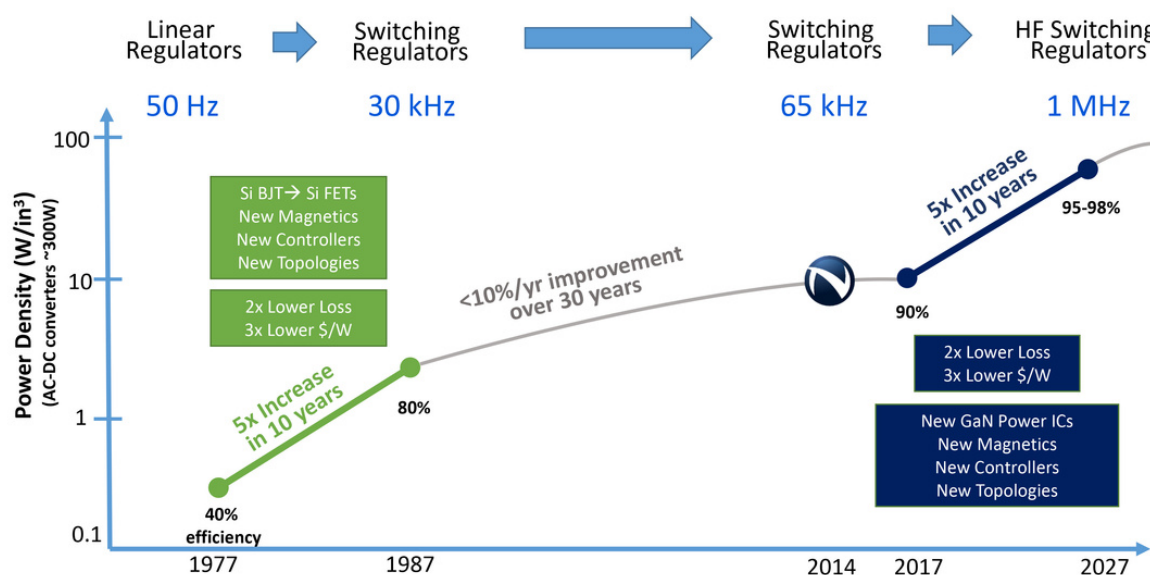 Linear
Regulators
Switching
Regulators
Switching
Regulators
HF Switching
Regulators
50 Hz
30 kHz
65 kHz
1 MHz
Power Density (W/in³)
(AC-DC converters ~300W)
100
10
1
0.1
Si BJT→ Si FETs
New Magnetics
New Controllers
New Topologies
2x Lower Loss
3x Lower $/W
5x Increase
in 10 years
40%
efficiency
80%
<10%/yr improvement
over 30 years
90%
5x Increase
in 10 years
95-98%
2x Lower Loss
3x Lower $/W
New GaN Power ICs
New Magnetics
New Controllers
New Topologies
1977
1987
2014
2017
2027